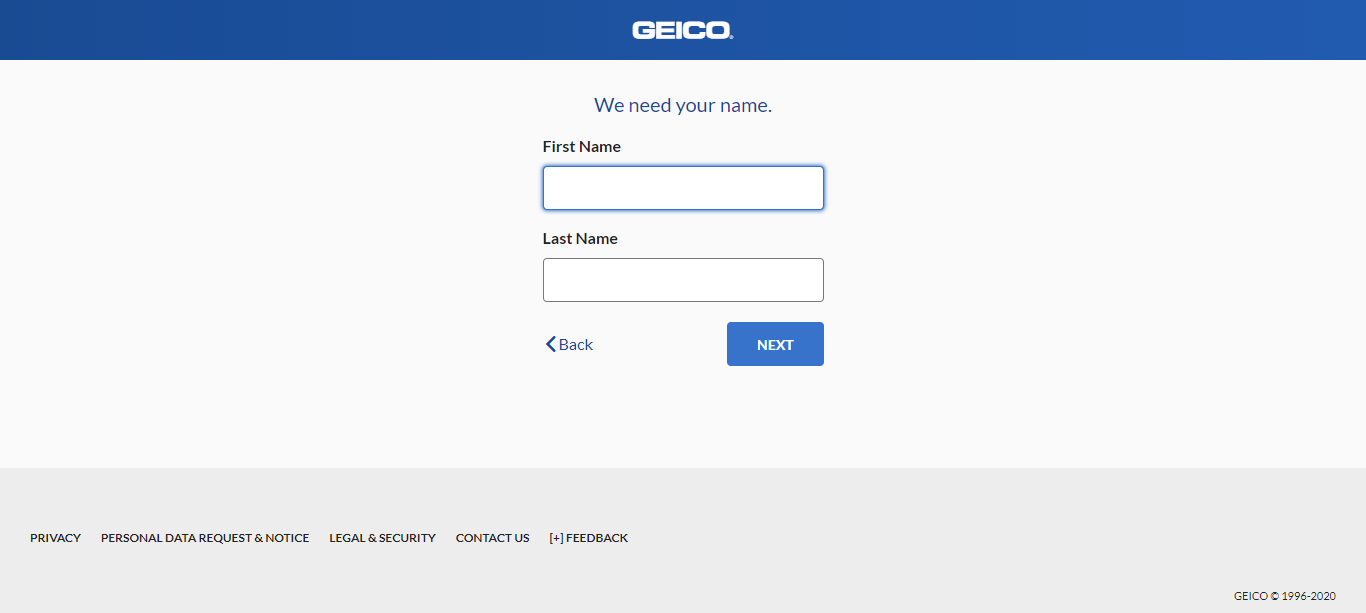 GEICO
We need your name.
First Name
Last Name
Back
NEXT
PRIVACY PERSONAL DATA REQUEST & NOTICE LEGAL & SECURITY CONTACT US [+] FEEDBACK
GEICO © 1996-2020